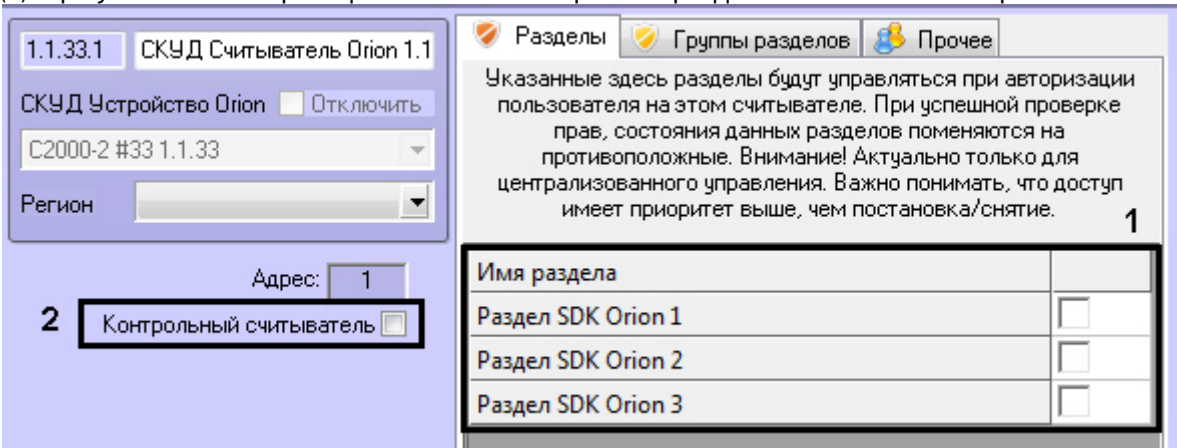 1.1.33.1 СКУД Считыватель Orion 1.1
СКУД Устройство Orion Отключить
С2000-2 #33 1.1.33
Регион
Адрес: 1
2 Контрольный считыватель
Разделы Группы разделов Прочее
Указанные здесь разделы будут управляться при авторизации
пользователя на этом считывателе. При успешной проверке
прав, состояния данных разделов поменяются на
противоположные. Внимание! Актуально только для
централизованного управления. Важно понимать, что доступ
имеет приоритет выше, чем постановка/снятие.
1
Имя раздела
Раздел SDK Orion 1
Раздел SDK Orion 2
Раздел SDK Orion 3